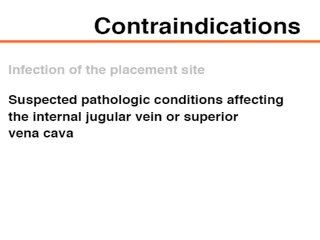 Contraindications
Infection of the placement site
Suspected pathologic conditions affecting
the internal jugular vein or superior
vena cava